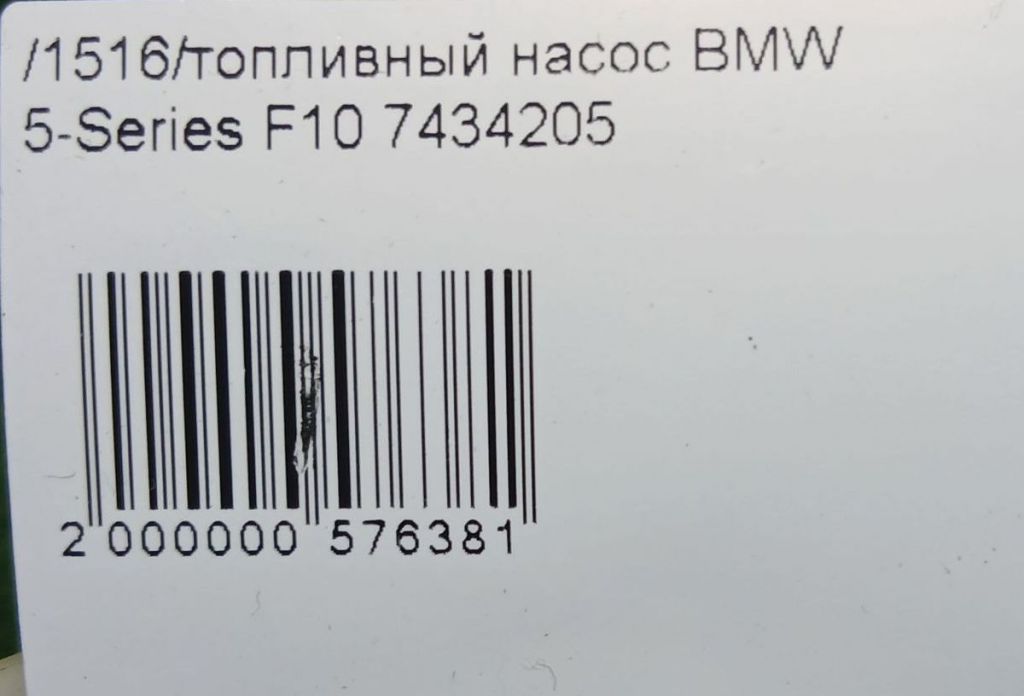 /1516/топливный насос BMW
5-Series F10 7434205
2 000000 576381